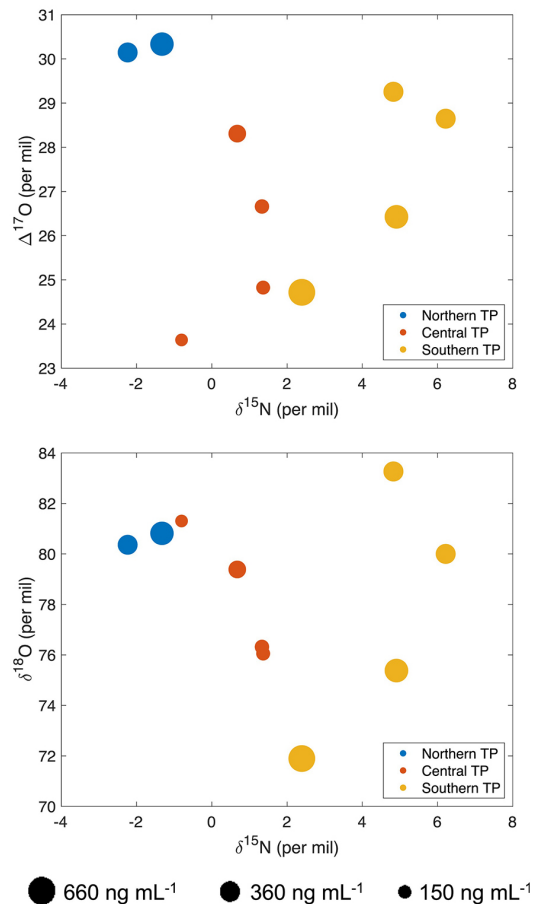 31
30
29
28
27
26
25
24
23
Δ¹⁷O (per mil)
-4 -2 0 2 4 6 8
δ¹⁵N (per mil)
Northern TP
Central TP
Southern TP
84
82
80
78
76
74
72
70
δ¹⁸O (per mil)
-4 -2 0 2 4 6 8
δ¹⁵N (per mil)
Northern TP
Central TP
Southern TP
660 ng mL⁻¹ 360 ng mL⁻¹ 150 ng mL⁻¹